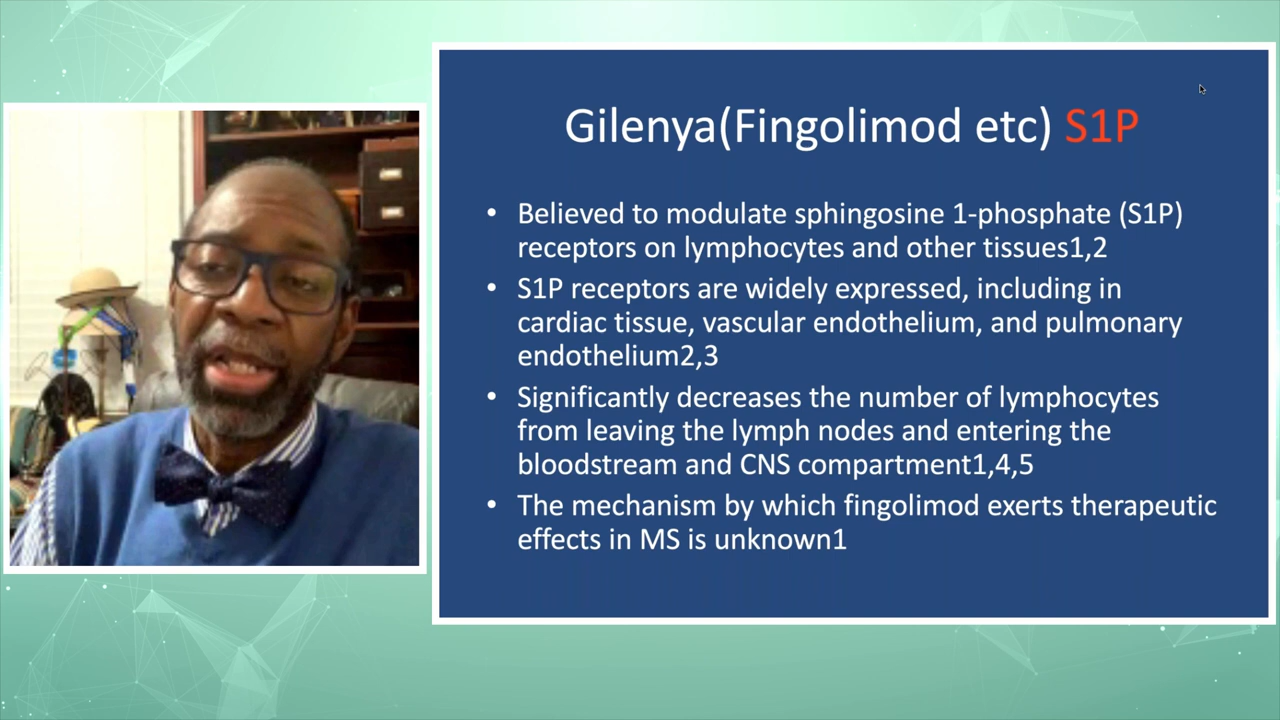 Gilenya(Fingolimod etc) S1P
• Believed to modulate sphingosine 1-phosphate (S1P)
receptors on lymphocytes and other tissues1,2
• S1P receptors are widely expressed, including in
cardiac tissue, vascular endothelium, and pulmonary
endothelium2,3
• Significantly decreases the number of lymphocytes
from leaving the lymph nodes and entering the
bloodstream and CNS compartment1,4,5
• The mechanism by which fingolimod exerts therapeutic
effects in MS is unknown1